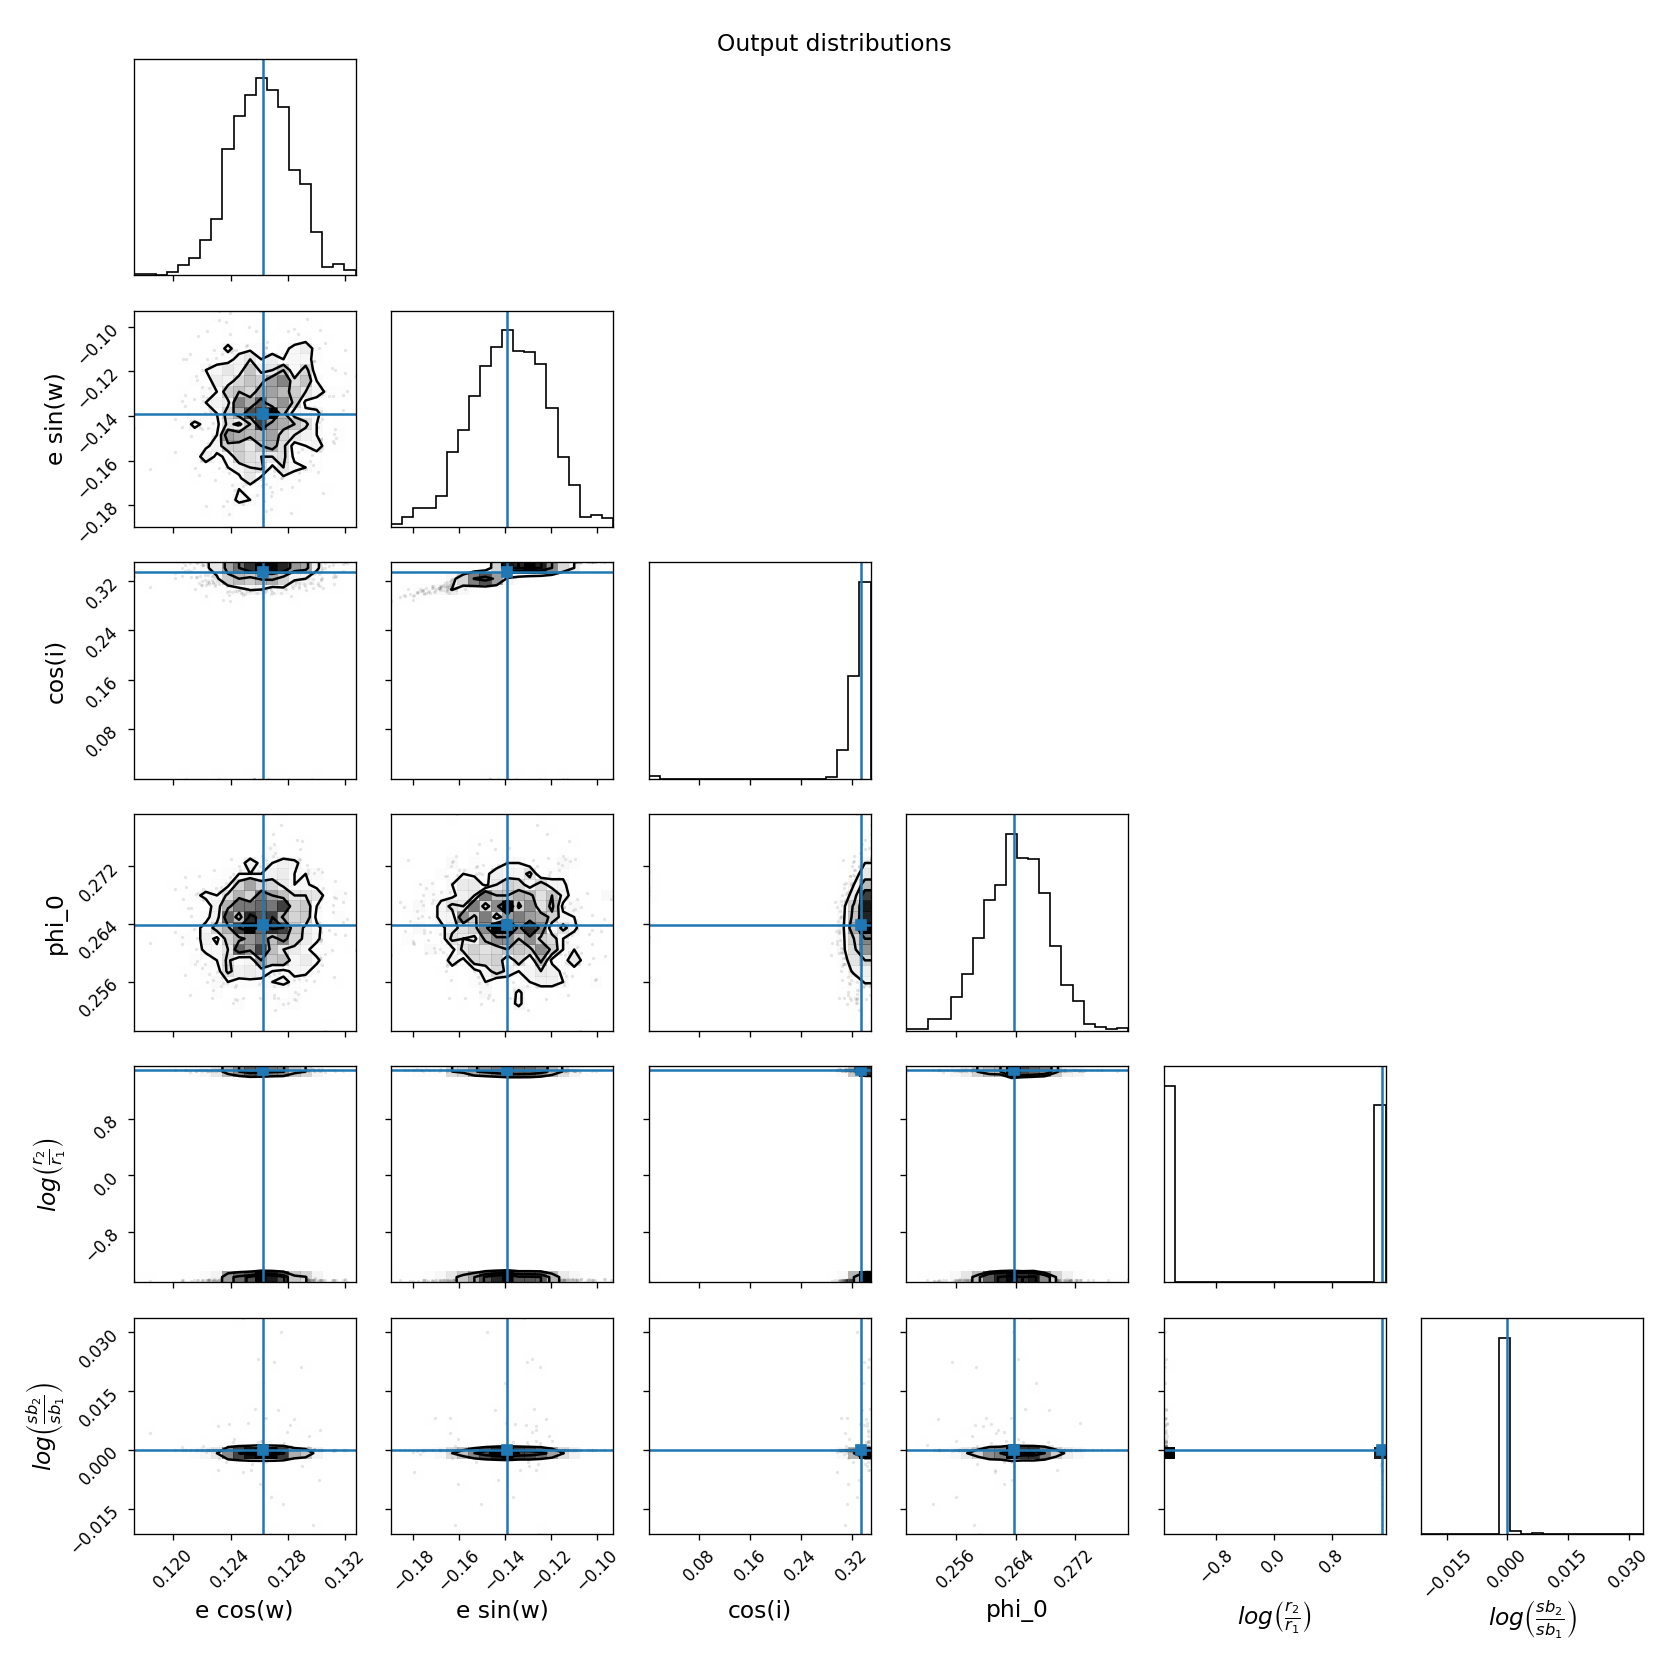 Output distributions
e sin(w)
−0.10
−0.12
−0.14
−0.16
−0.18
cos(i)
0.32
0.24
0.16
0.08
phi_0
0.272
0.264
0.256
log(r₂/r₁)
0.8
0.0
−0.8
log(sb₂/sb₁)
0.030
0.015
0.000
−0.015
0.120 0.124 0.128 0.132
−0.18 −0.16 −0.14 −0.12 −0.10
0.08 0.16 0.24 0.32
0.256 0.264 0.272
−0.8 0.0 0.8
−0.015 0.000 0.015 0.030
e cos(w) e sin(w) cos(i) phi_0 log(r₂/r₁) log(sb₂/sb₁)